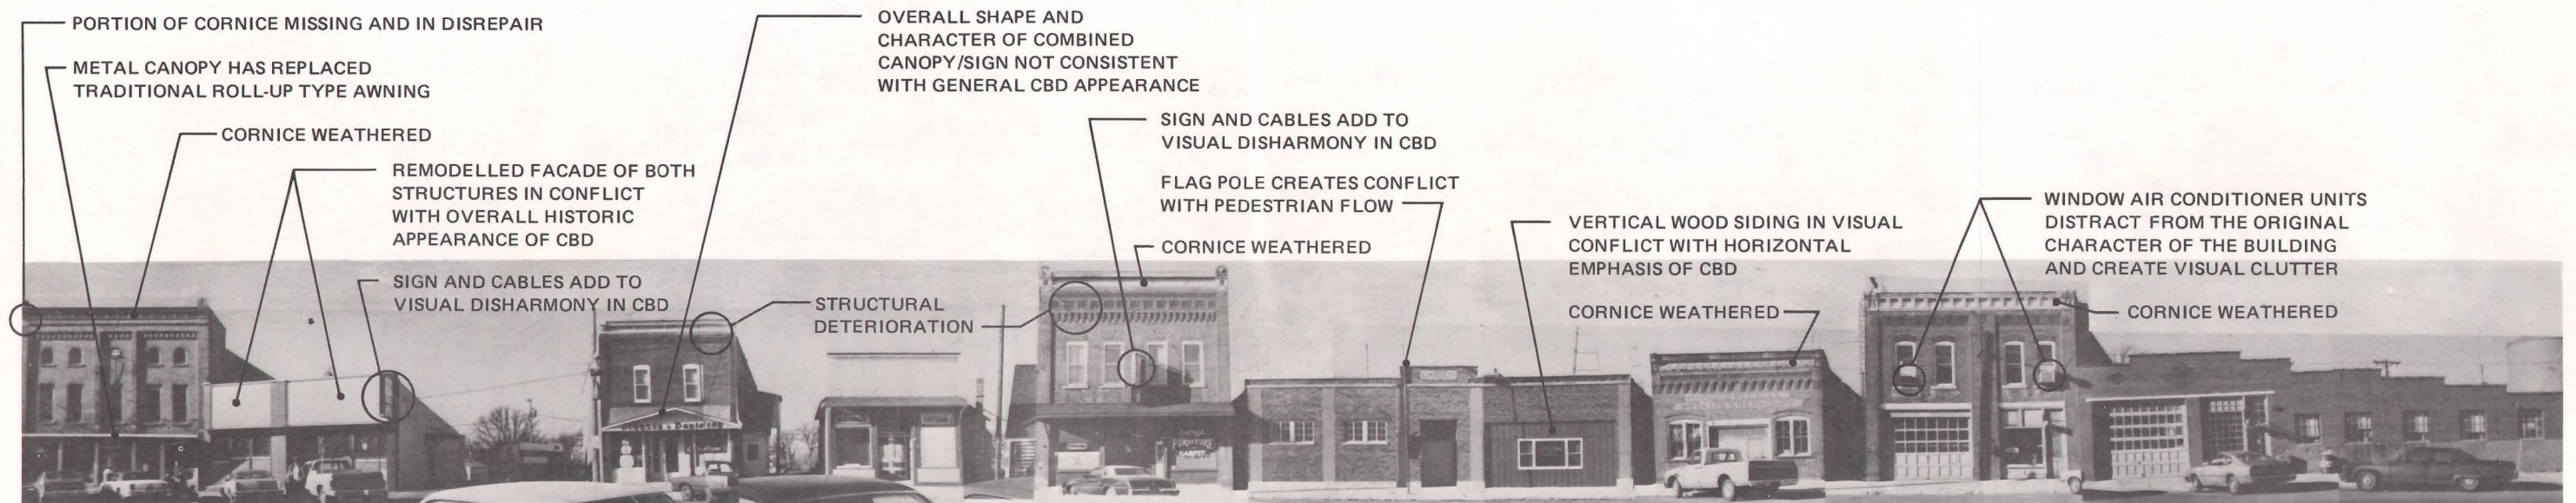 PORTION OF CORNICE MISSING AND IN DISREPAIR
METAL CANOPY HAS REPLACED
TRADITIONAL ROLL-UP TYPE AWNING
CORNICE WEATHERED
REMODELLED FACADE OF BOTH
STRUCTURES IN CONFLICT
WITH OVERALL HISTORIC
APPEARANCE OF CBD
SIGN AND CABLES ADD TO
VISUAL DISHARMONY IN CBD
OVERALL SHAPE AND
CHARACTER OF COMBINED
CANOPY/SIGN NOT CONSISTENT
WITH GENERAL CBD APPEARANCE
STRUCTURAL
DETERIORATION
SIGN AND CABLES ADD TO
VISUAL DISHARMONY IN CBD
FLAG POLE CREATES CONFLICT
WITH PEDESTRIAN FLOW
CORNICE WEATHERED
VERTICAL WOOD SIDING IN VISUAL
CONFLICT WITH HORIZONTAL
EMPHASIS OF CBD
CORNICE WEATHERED
WINDOW AIR CONDITIONER UNITS
DISTRACT FROM THE ORIGINAL
CHARACTER OF THE BUILDING
AND CREATE VISUAL CLUTTER
CORNICE WEATHERED
FURNITURE
CARPET